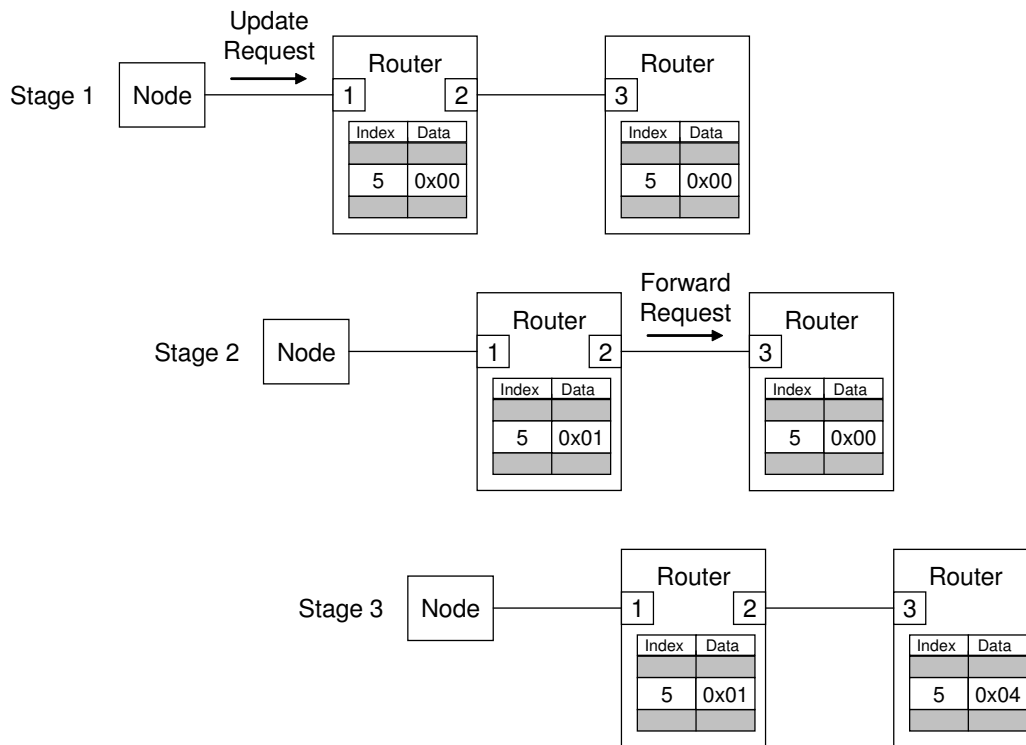 Update
Request
Router
Router
Stage 1
Node
1
2
3
Index Data
Index Data
5 0x00
5 0x00
Forward
Request
Router
Router
Stage 2
Node
1
2
3
Index Data
Index Data
5 0x01
5 0x00
Router
Router
Stage 3
Node
1
2
3
Index Data
Index Data
5 0x01
5 0x04